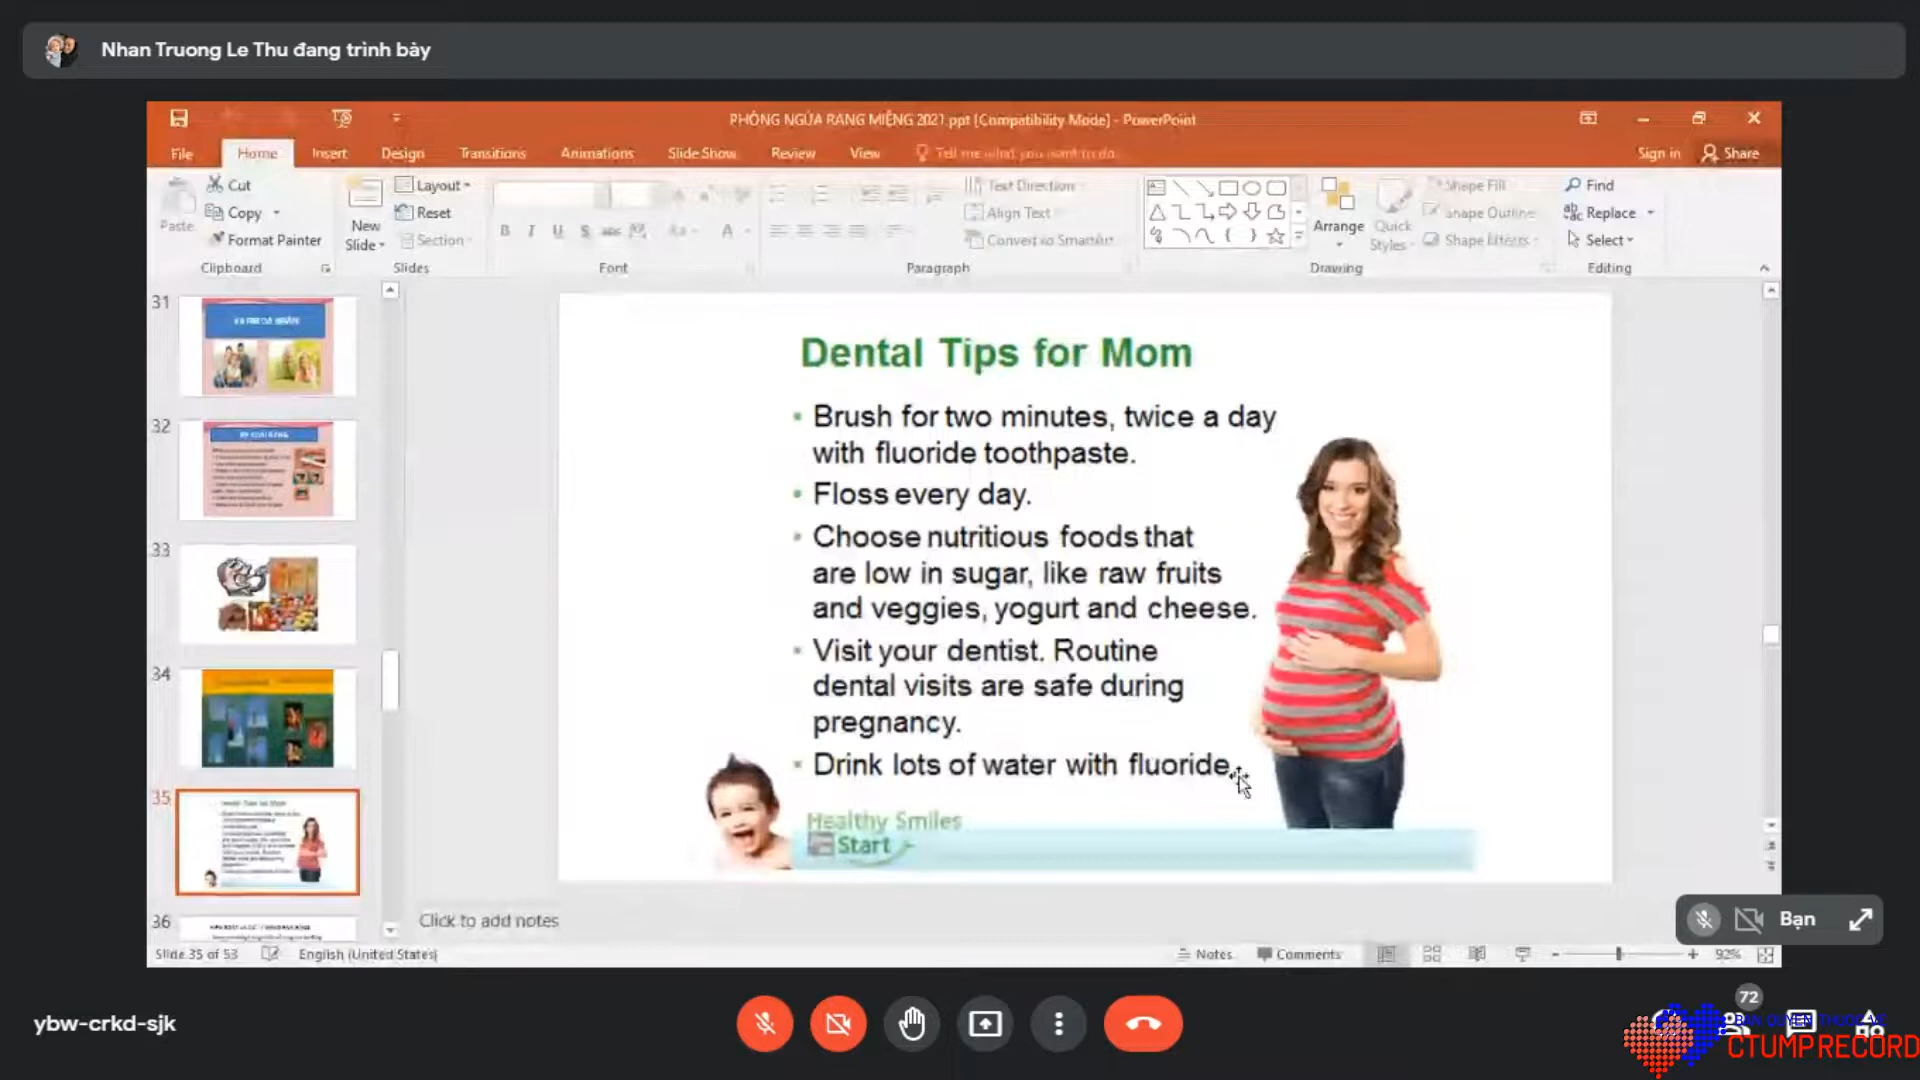 Nhan Truong Le Thu đang trình bày
PHÒNG NGỪA RĂNG MIỆNG 2021.ppt [Compatibility Mode] - PowerPoint
File Home Insert Design Transitions Animations Slide Show Review View Tell me what you want to do
Sign in Share
Cut
Copy
Format Painter
Paste
Clipboard
New
Slide
Layout
Reset
Section
Slides
Font
Text Direction
Align Text
Convert to SmartArt
Paragraph
Arrange
Quick
Styles
Shape Fill
Shape Outline
Shape Effects
Drawing
Find
Replace
Select
Editing
31
32
33
34
35
36
Dental Tips for Mom
Brush for two minutes, twice a day
with fluoride toothpaste.
Floss every day.
Choose nutritious foods that
are low in sugar, like raw fruits
and veggies, yogurt and cheese.
Visit your dentist. Routine
dental visits are safe during
pregnancy.
Drink lots of water with fluoride.
Healthy Smiles
Start
Click to add notes
Bạn
Slide 35 of 53 English (United States)
Notes Comments 92%
ybw-crkd-sjk
72
BẢN QUYỀN THUỘC VỀ
CTUMP RECORD